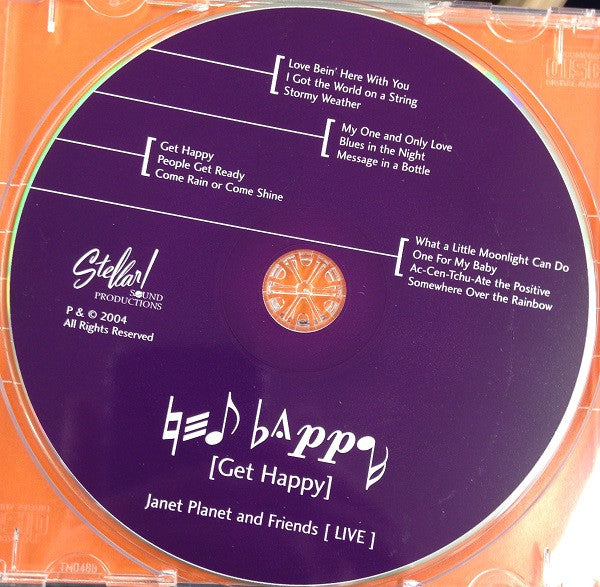 Love Bein' Here With You
I Got the World on a String
Stormy Weather
My One and Only Love
Blues in the Night
Message in a Bottle
Get Happy
People Get Ready
Come Rain or Come Shine
What a Little Moonlight Can Do
One For My Baby
Ac-Cen-Tchu-Ate the Positive
Somewhere Over the Rainbow
Stellar!
SOUND
PRODUCTIONS
P & © 2004
All Rights Reserved
[Get Happy]
Janet Planet and Friends [ LIVE ]